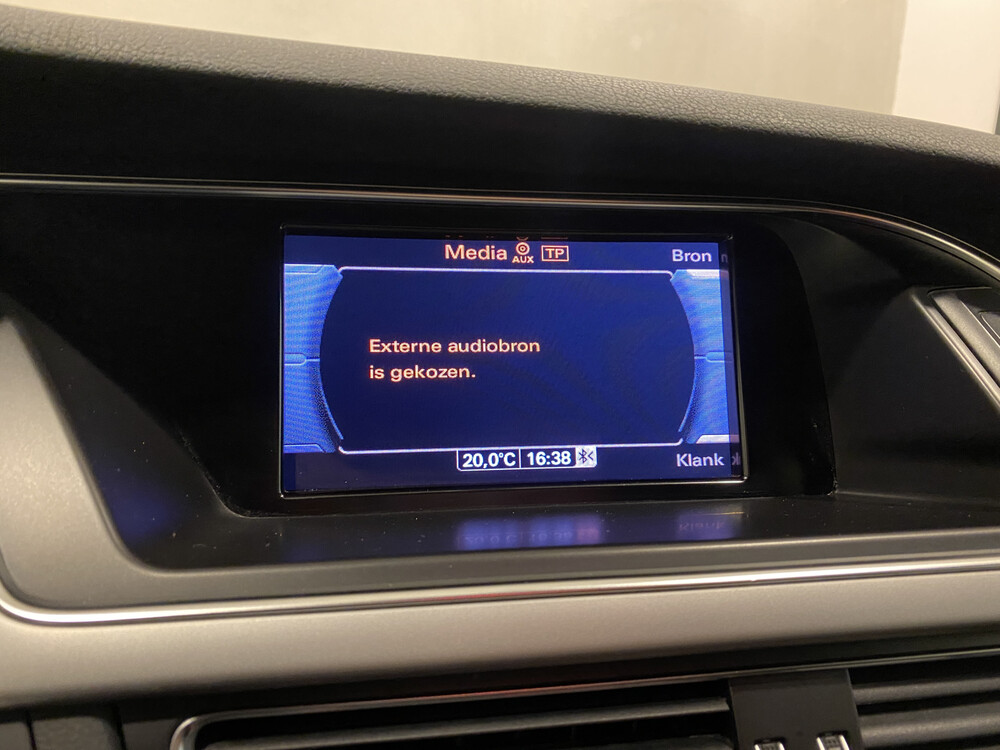 Media AUX TP Bron
Externe audiobron
is gekozen.
20,0°C 16:38 Klank